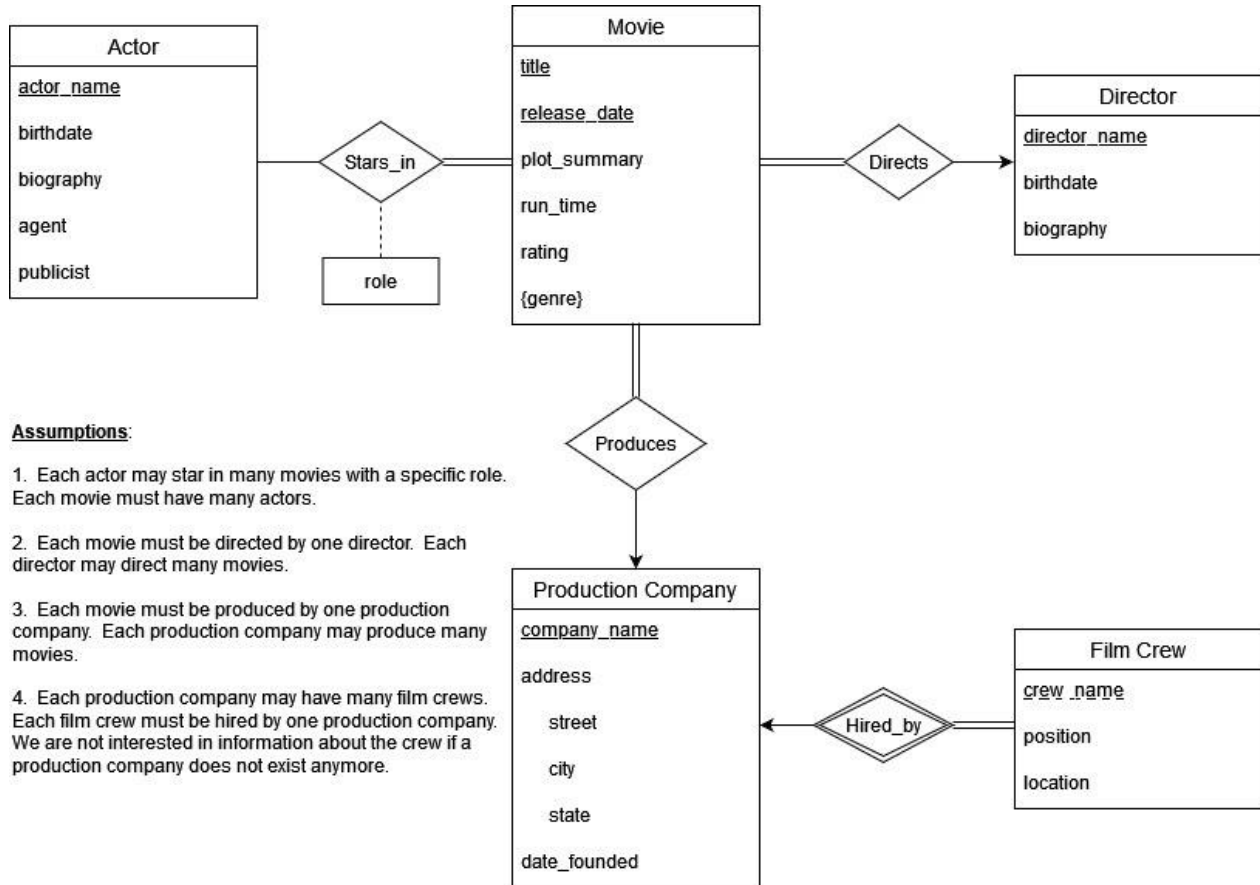 Actor
actor_name
birthdate
biography
agent
publicist
Stars_in
role
Movie
title
release_date
plot_summary
run_time
rating
{genre}
Directs
Director
director_name
birthdate
biography
Produces
Assumptions:
1. Each actor may star in many movies with a specific role.
Each movie must have many actors.
2. Each movie must be directed by one director. Each
director may direct many movies.
3. Each movie must be produced by one production
company. Each production company may produce many
movies.
4. Each production company may have many film crews.
Each film crew must be hired by one production company.
We are not interested in information about the crew if a
production company does not exist anymore.
Production Company
company_name
address
street
city
state
date_founded
Hired_by
Film Crew
crew_name
position
location